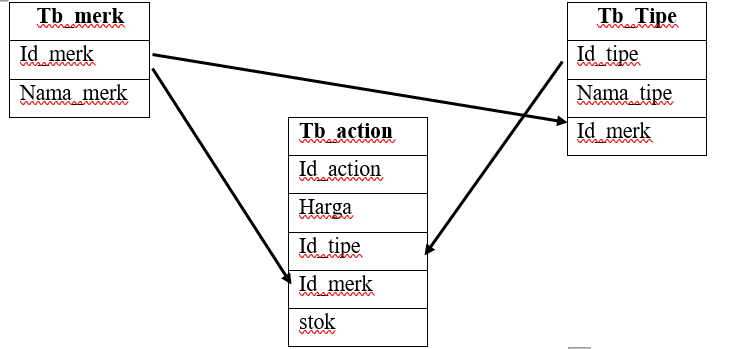 Tb_merk
Id_merk
Nama_merk
Tb_Tipe
Id_tipe
Nama_tipe
Id_merk
Tb_action
Id_action
Harga
Id_tipe
Id_merk
stok